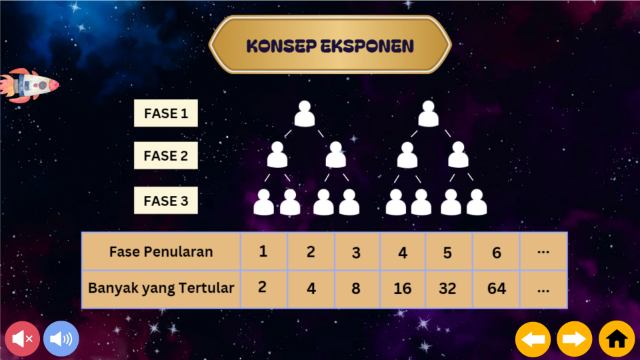 KONSEP EKSPONEN
FASE 1
FASE 2
FASE 3
Fase Penularan 1 2 3 4 5 6 ...
Banyak yang Tertular 2 4 8 16 32 64 ...